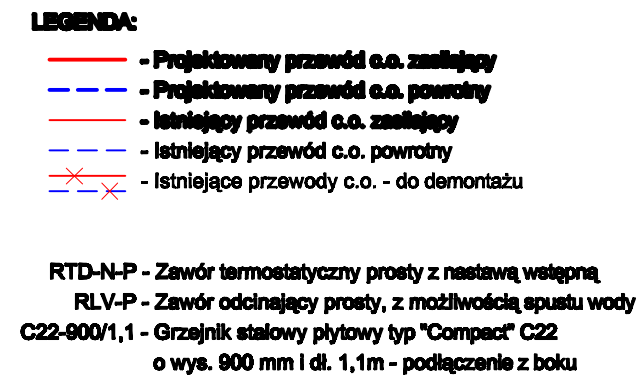 LEGENDA:
- Projektowany przewód c.o. zasilający
- Projektowany przewód c.o. powrotny
- Istniejący przewód c.o. zasilający
- Istniejący przewód c.o. powrotny
- Istniejące przewody c.o. - do demontażu
RTD-N-P - Zawór termostatyczny prosty z nastawą wstępną
RLV-P - Zawór odcinający prosty, z możliwością spustu wody
C22-900/1,1 - Grzejnik stalowy płytowy typ "Compact" C22
o wys. 900 mm i dł. 1,1m - podłączenie z boku